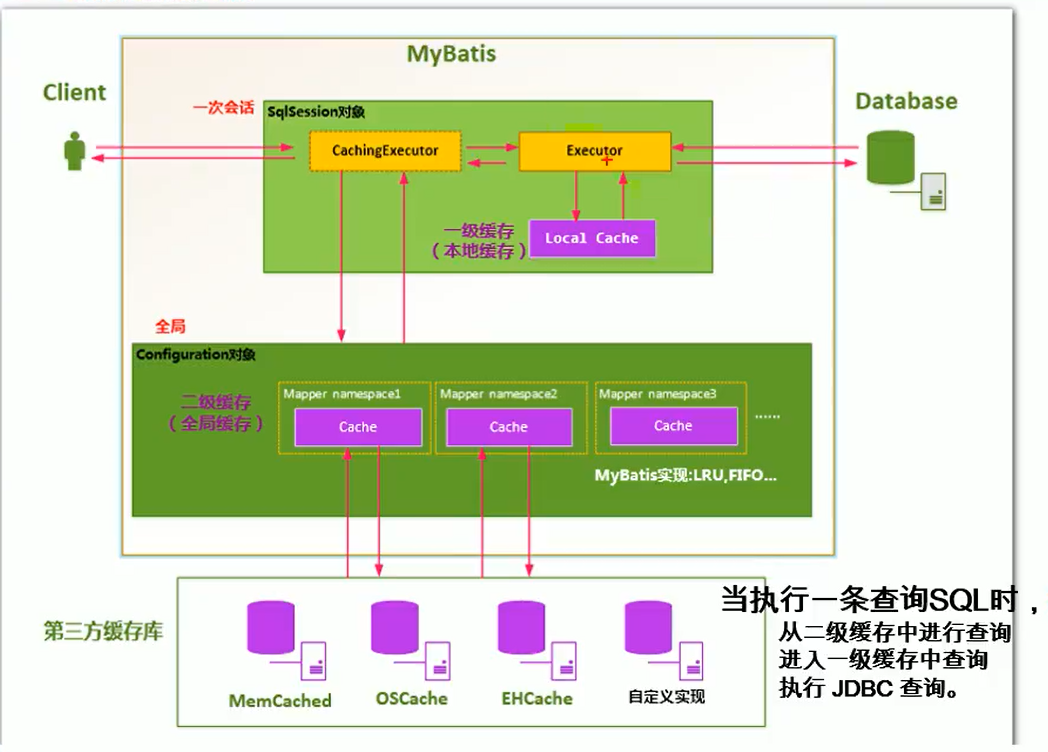 MyBatis
Client
一次会话
SqlSession对象
Database
CachingExecutor
Executor
一级缓存
（本地缓存）
Local Cache
全局
Configuration对象
二级缓存
（全局缓存）
Mapper namespace1
Mapper namespace2
Mapper namespace3
Cache
Cache
Cache
······
MyBatis实现:LRU,FIFO...
第三方缓存库
MemCached
OSCache
EHCache
自定义实现
当执行一条查询SQL时，
从二级缓存中进行查询
进入一级缓存中查询
执行 JDBC 查询。